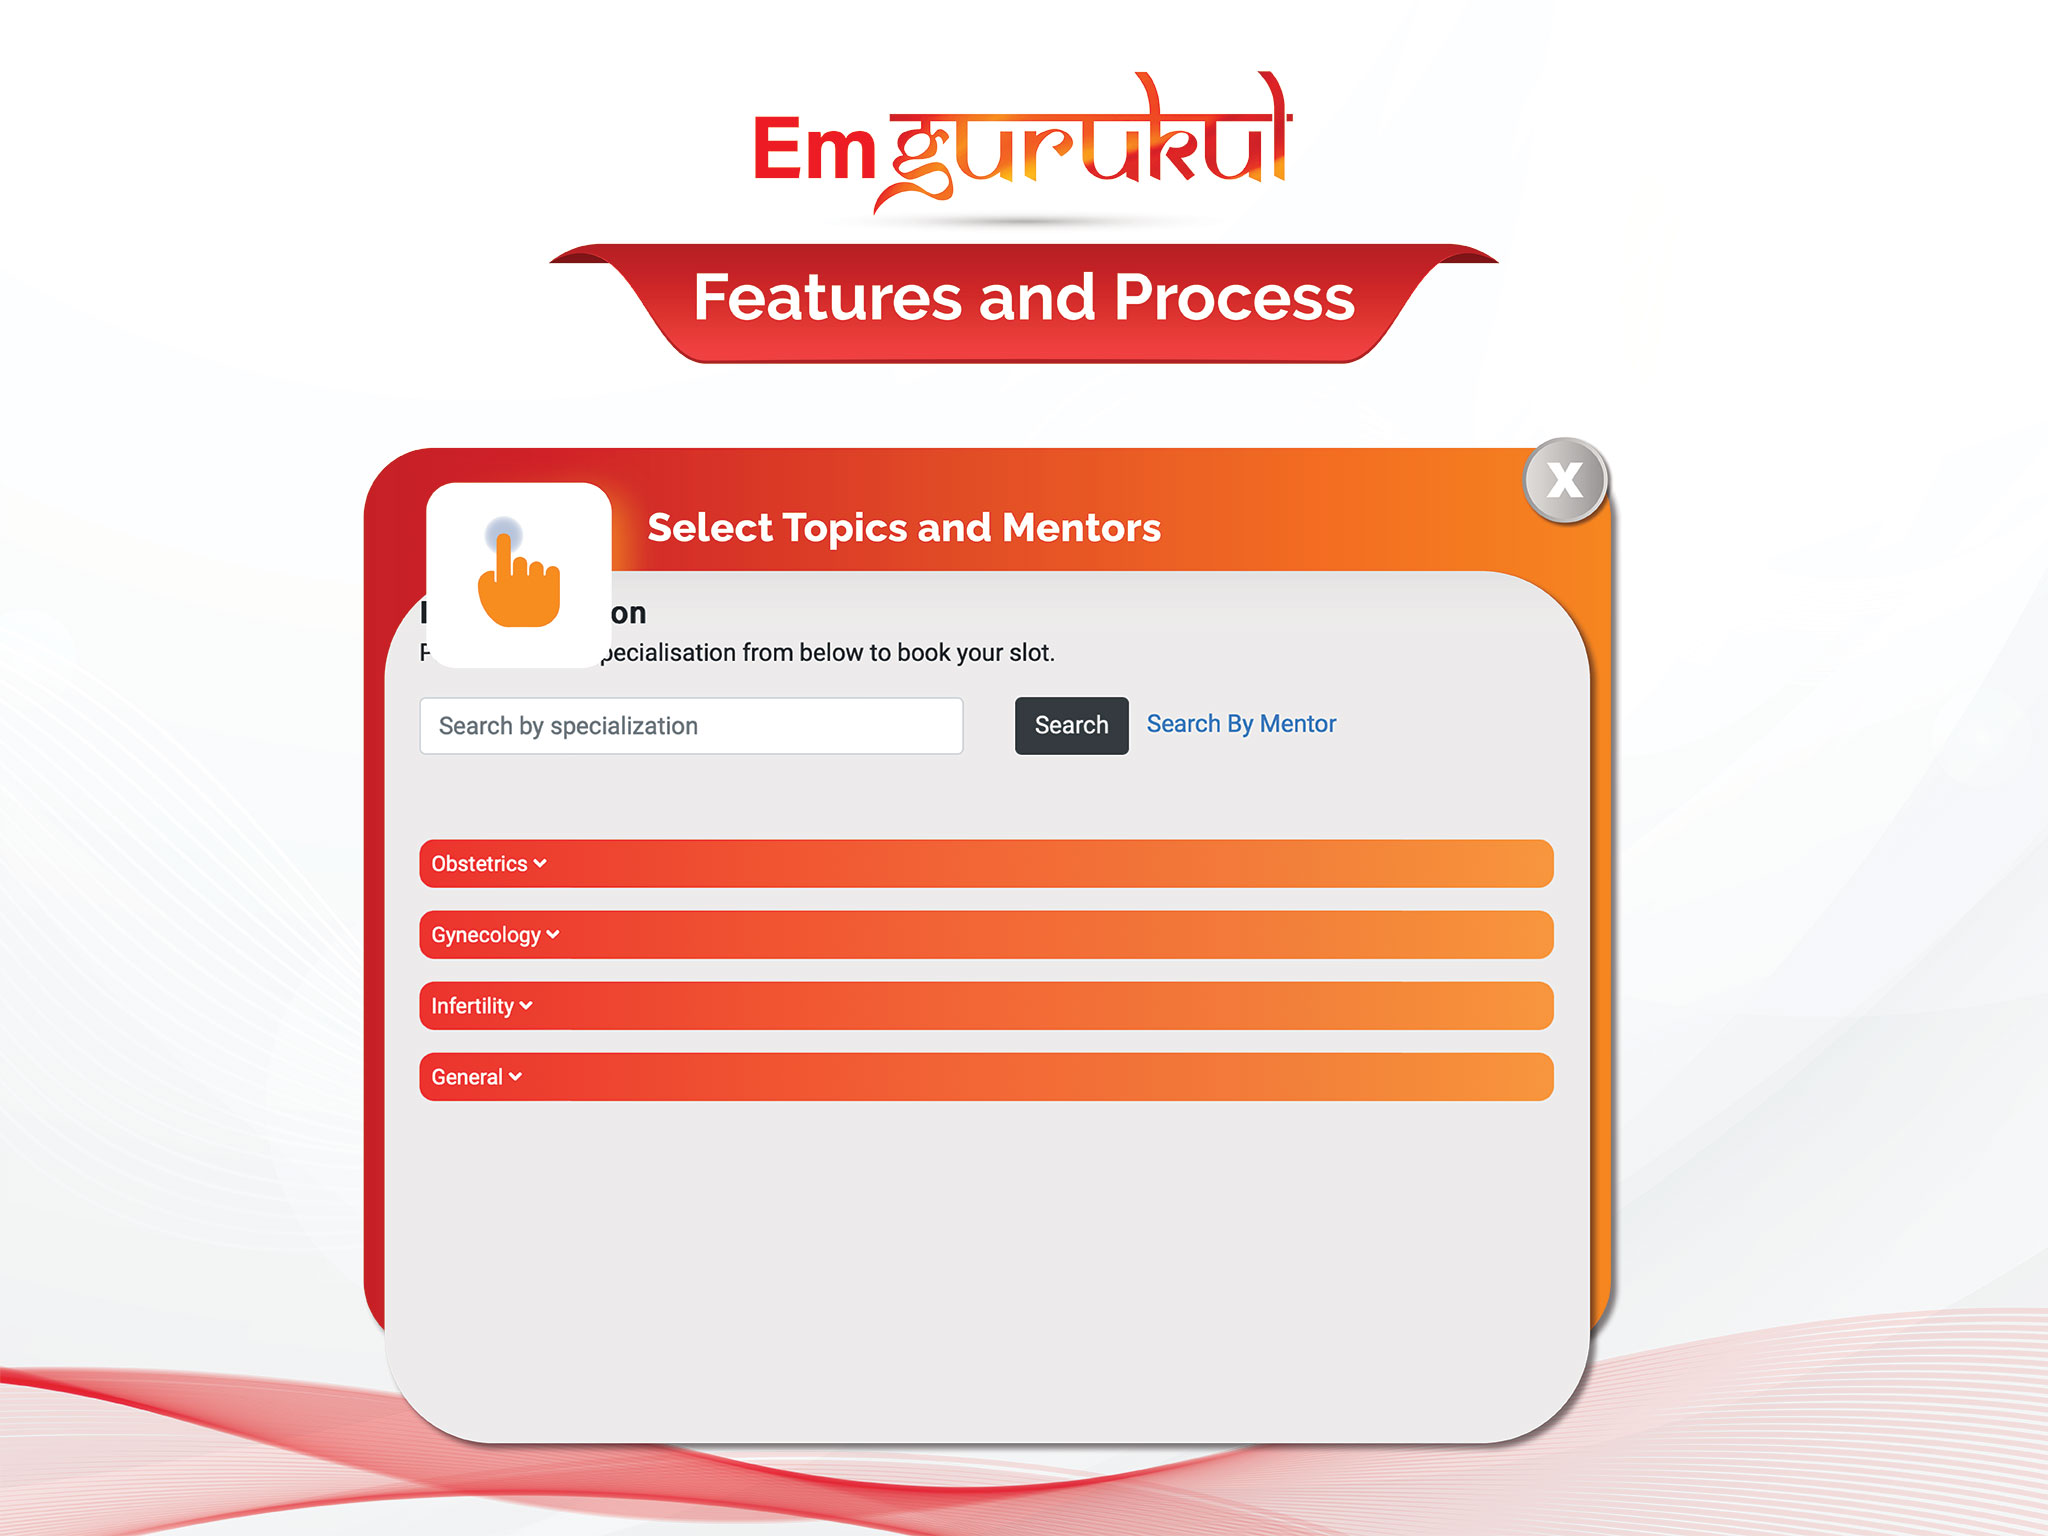 Em gurukul
Features and Process
X
Select Topics and Mentors
on
pecialisation from below to book your slot.
Search by specialization
Search
Search By Mentor
Obstetrics
Gynecology
Infertility
General